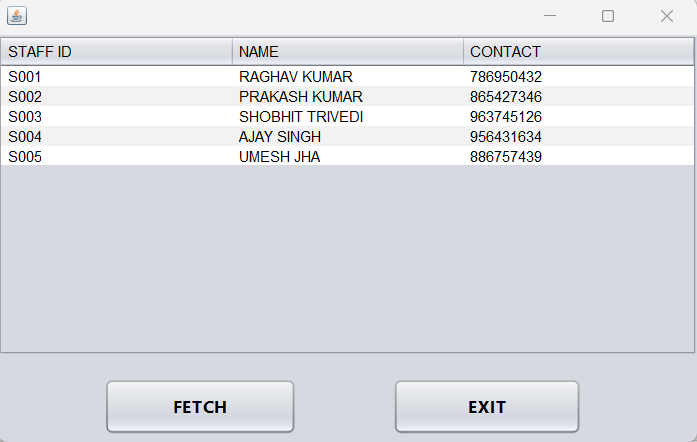 STAFF ID NAME CONTACT
S001 RAGHAV KUMAR 786950432
S002 PRAKASH KUMAR 865427346
S003 SHOBHIT TRIVEDI 963745126
S004 AJAY SINGH 956431634
S005 UMESH JHA 886757439
FETCH EXIT